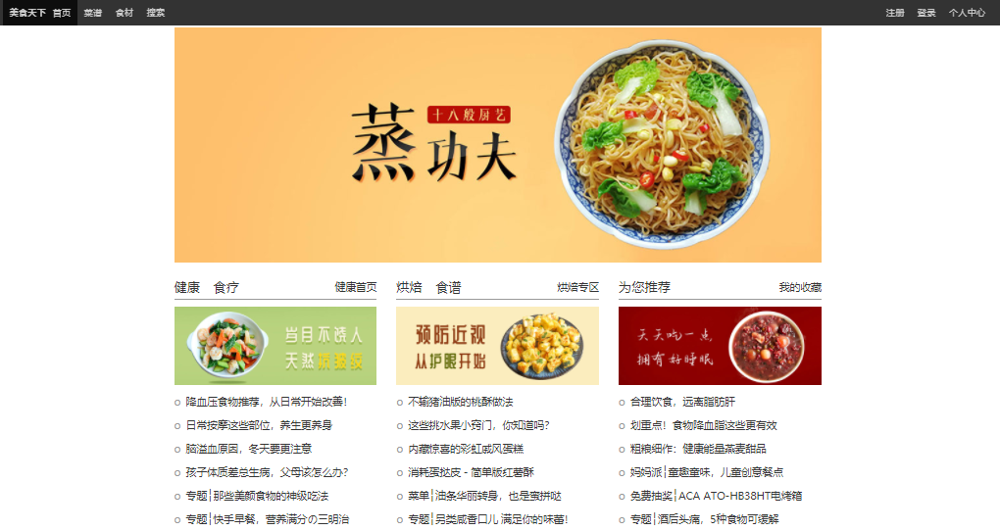 美食天下 首页 菜谱 食材 搜索 注册 登录 个人中心
十八般厨艺
蒸功夫
健康 食疗 健康首页
烘焙 食谱 烘焙专区
为您推荐 我的收藏
岁月不诱人
天然
预防近视
从护眼开始
天天吃一点
拥有好睡眠
降血压食物推荐，从日常开始改善！
日常按摩这些部位，养生更养身
脑溢血原因，冬天要更注意
孩子体质差总生病，父母该怎么办？
专题┆那些美颜食物的神级吃法
专题┆快手早餐，营养满分の三明治
不输猪油版的桃酥做法
这些挑水果小窍门，你知道吗？
内藏惊喜的彩虹戚风蛋糕
消耗蛋挞皮 - 简单版红薯酥
菜单┆油条华丽转身，也是蜜拼哒
专题┆另类咸香口儿 满足你的味蕾！
合理饮食，远离脂肪肝
划重点！食物降血脂这些更有效
粗粮细作：健康能量燕麦甜品
妈妈派┆童趣童味，儿童创意餐点
免费抽奖┆ACA ATO-HB38HT电烤箱
专题┆酒后头痛，5种食物可缓解